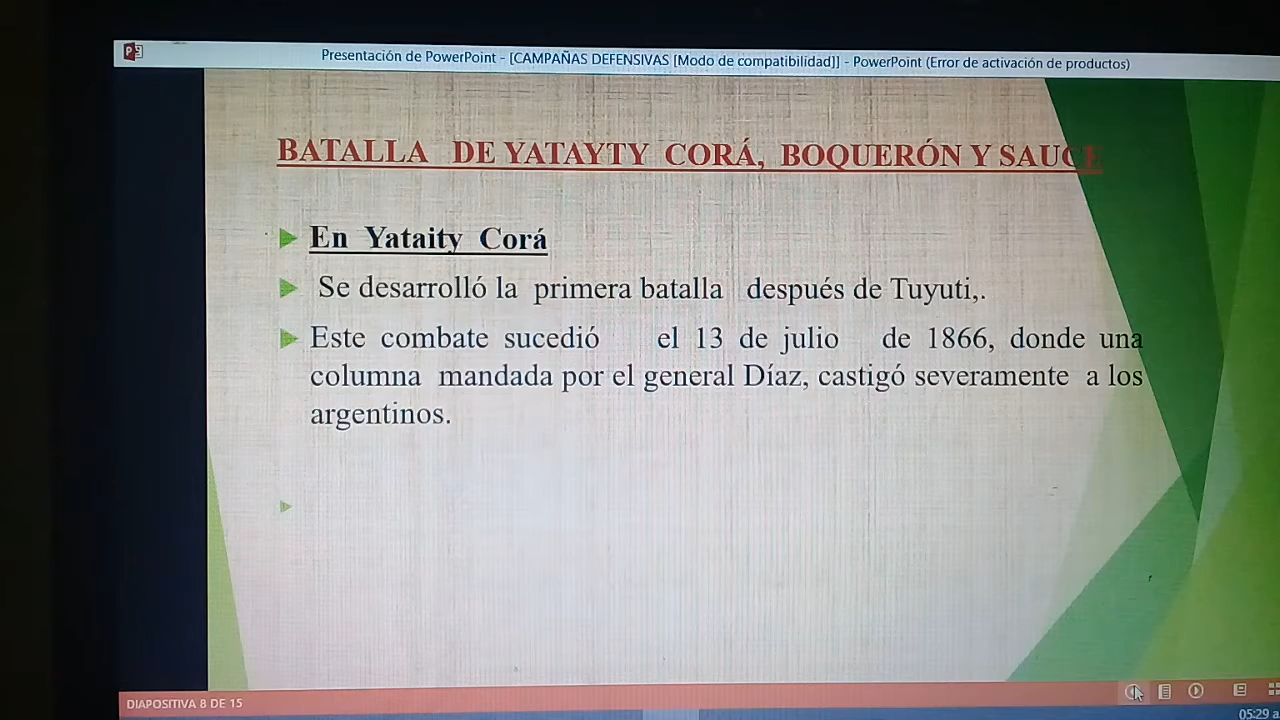 Presentación de PowerPoint - [CAMPAÑAS DEFENSIVAS [Modo de compatibilidad]] - PowerPoint (Error de activación de productos)
BATALLA DE YATAYTY CORÁ, BOQUERÓN Y SAUCE
En Yataity Corá
Se desarrolló la primera batalla después de Tuyuti,.
Este combate sucedió el 13 de julio de 1866, donde una
columna mandada por el general Díaz, castigó severamente a los
argentinos.
DIAPOSITIVA 8 DE 15
05:29 a